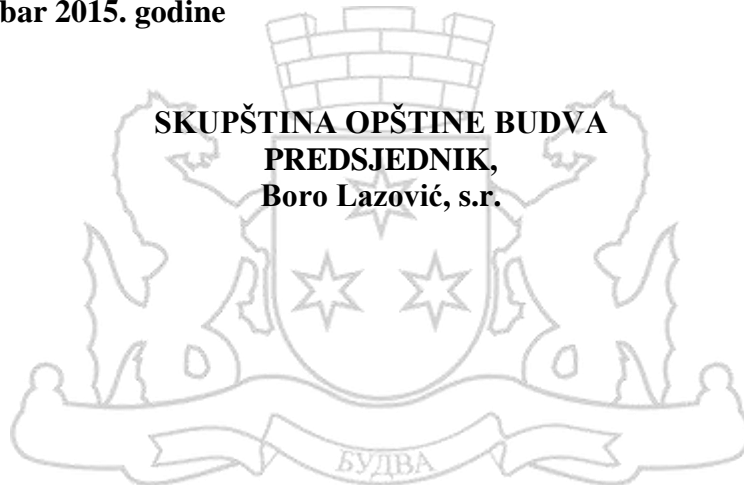 bar 2015. godine
SKUPŠTINA OPŠTINE BUDVA
PREDSJEDNIK,
Boro Lazović, s.r.
БУДВА